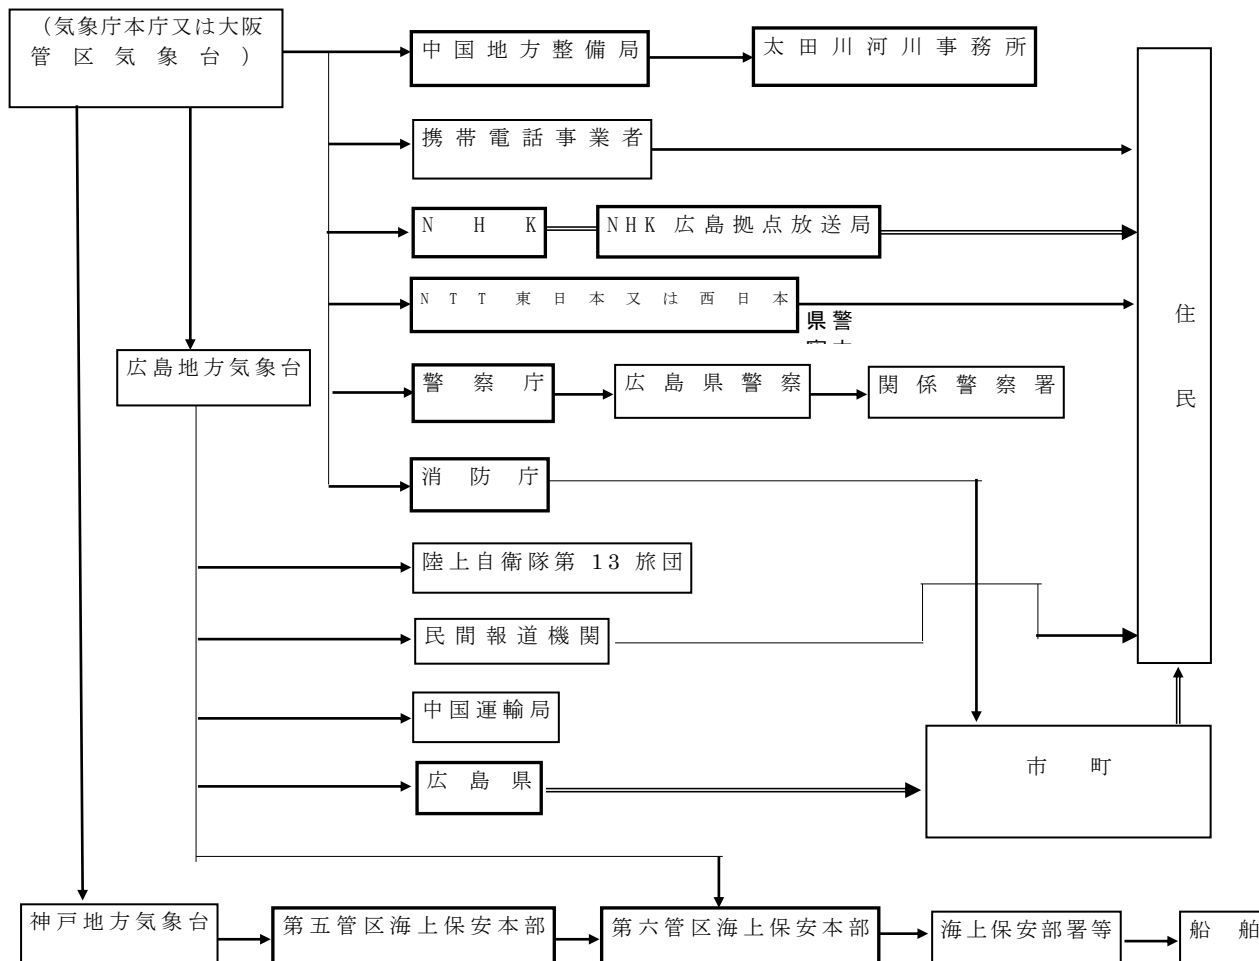 (気象庁本庁又は大阪
管区気象台)
中国地方整備局
太田川河川事務所
携帯電話事業者
NHK
NHK 広島拠点放送局
NTT東日本又は西日本
県警
住民
広島地方気象台
警察庁
広島県警察
関係警察署
消防庁
陸上自衛隊第 13 旅団
民間報道機関
中国運輸局
広島県
市町
神戸地方気象台
第五管区海上保安本部
第六管区海上保安本部
海上保安部署等
船舶